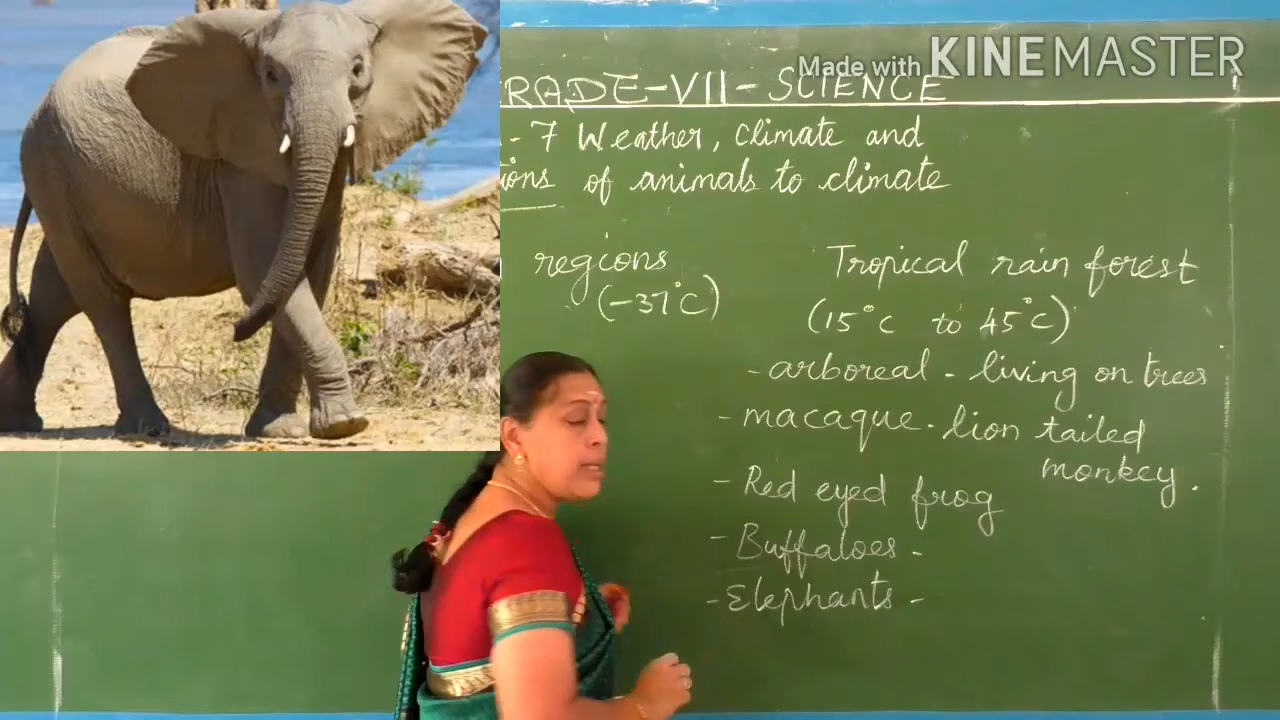 Made with KINEMASTER
RADE-VII-SCIENCE
- 7 Weather, Climate and
ions of animals to climate
regions
(-37°C)
Tropical rain forest
(15°C to 45°C)
- arboreal - living on trees
- macaque. lion tailed
monkey.
- Red eyed frog
- Buffaloes -
- Elephants -